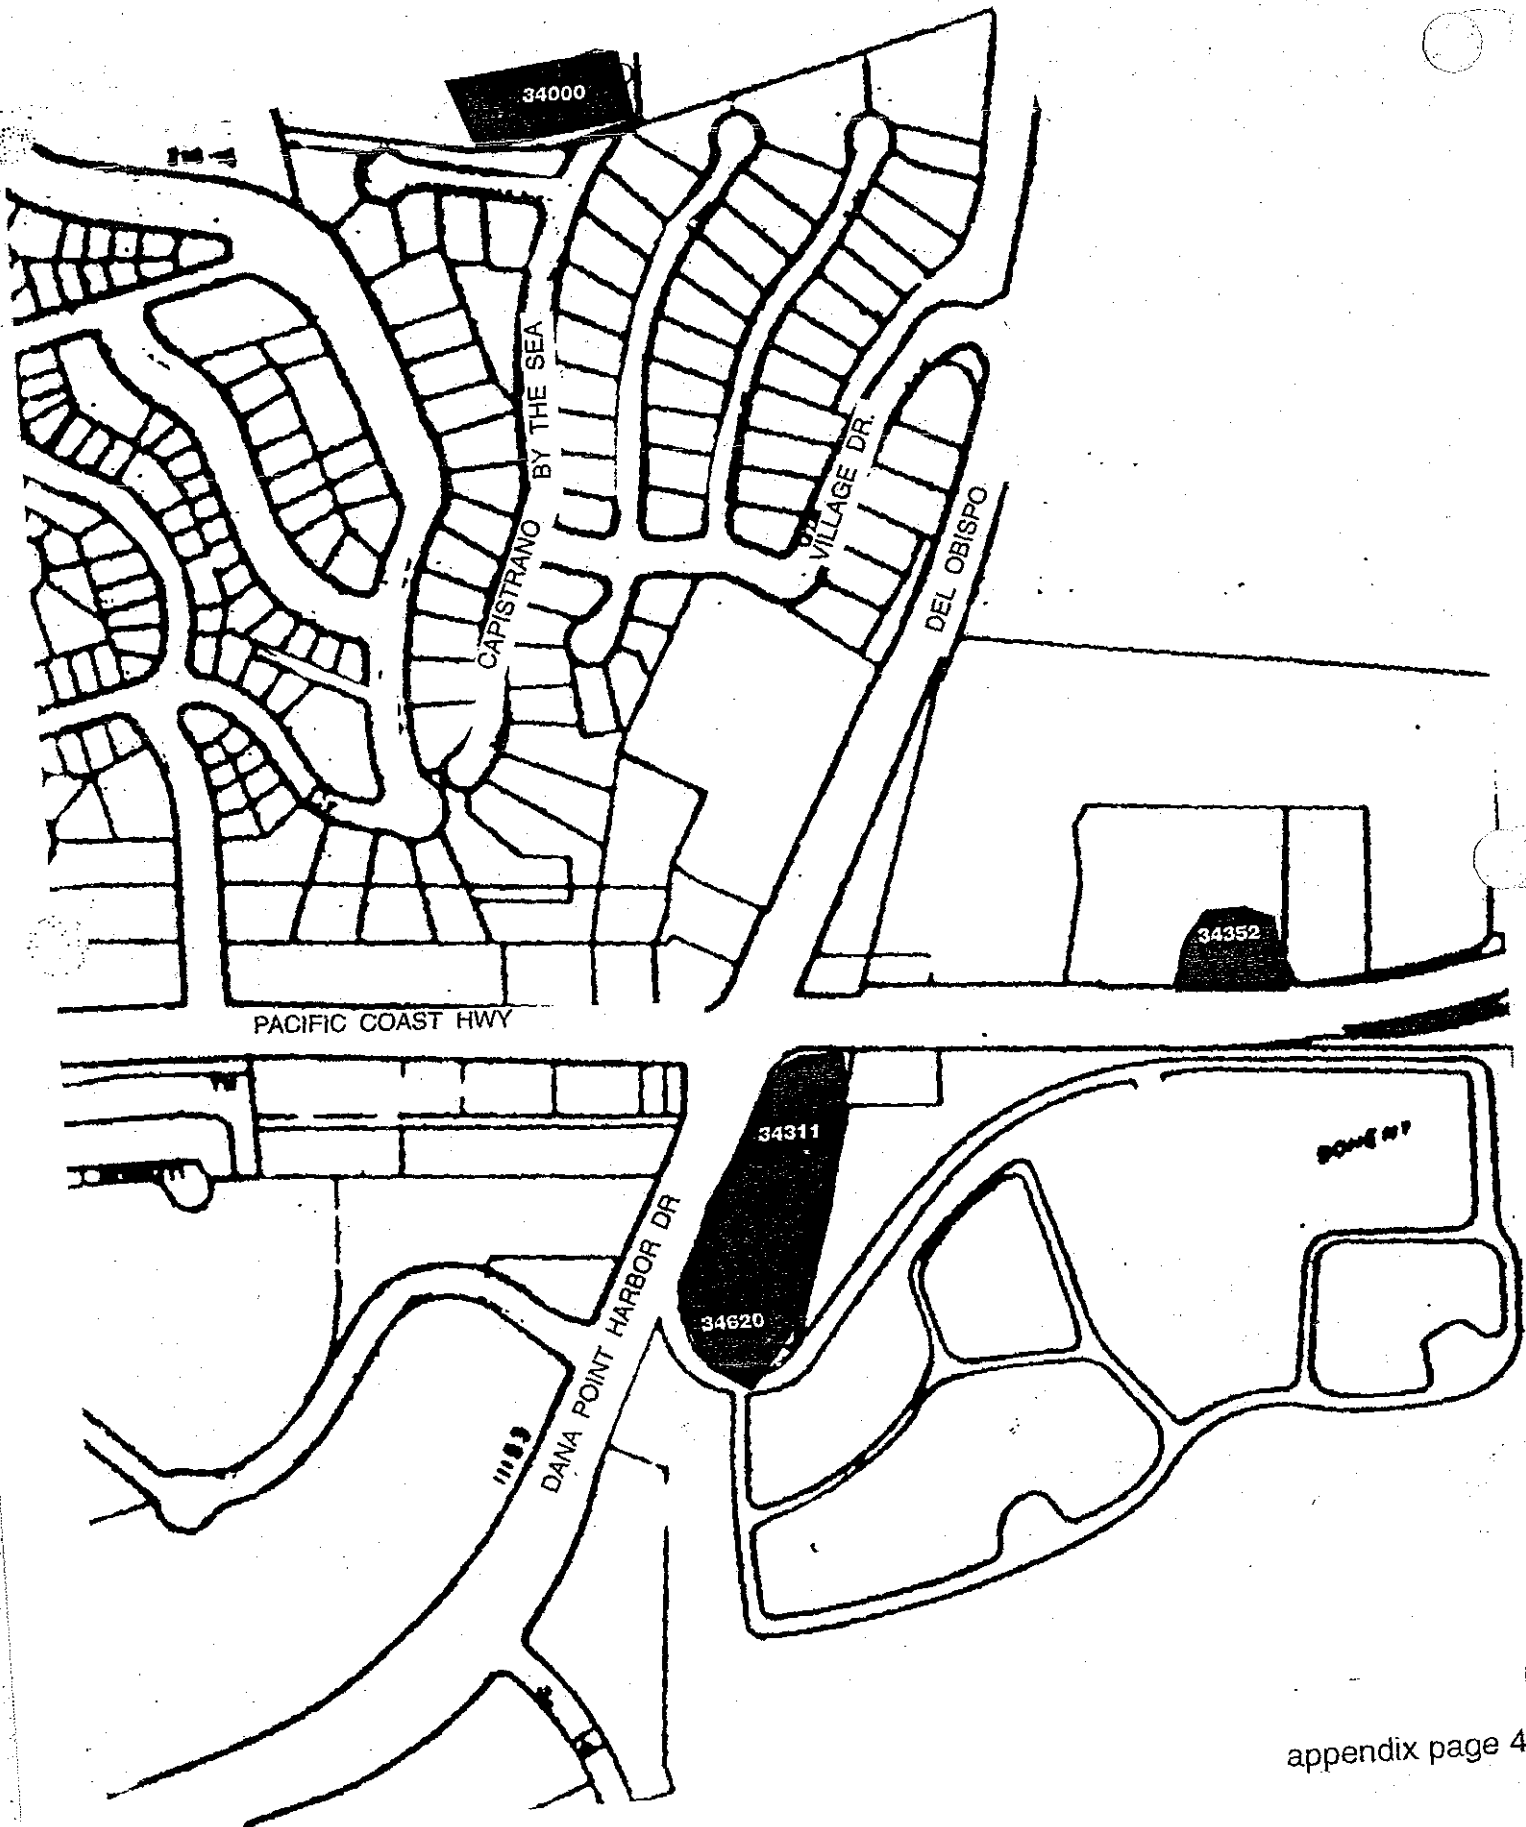 34000
CAPISTRANO BY THE SEA
VILLAGE DR.
DEL OBISPO
34352
PACIFIC COAST HWY
34311
34620
DANA POINT HARBOR DR
appendix page 4